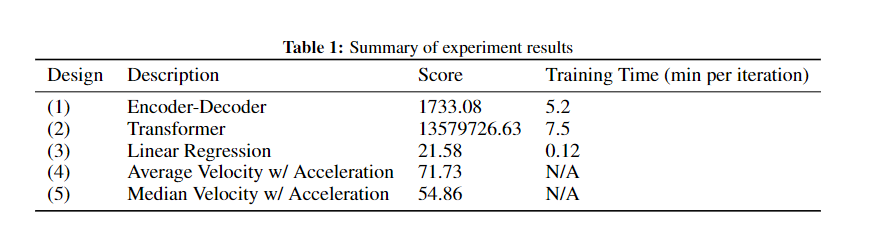 Table 1: Summary of experiment results
Design Description Score Training Time (min per iteration)
(1) Encoder-Decoder 1733.08 5.2
(2) Transformer 13579726.63 7.5
(3) Linear Regression 21.58 0.12
(4) Average Velocity w/ Acceleration 71.73 N/A
(5) Median Velocity w/ Acceleration 54.86 N/A